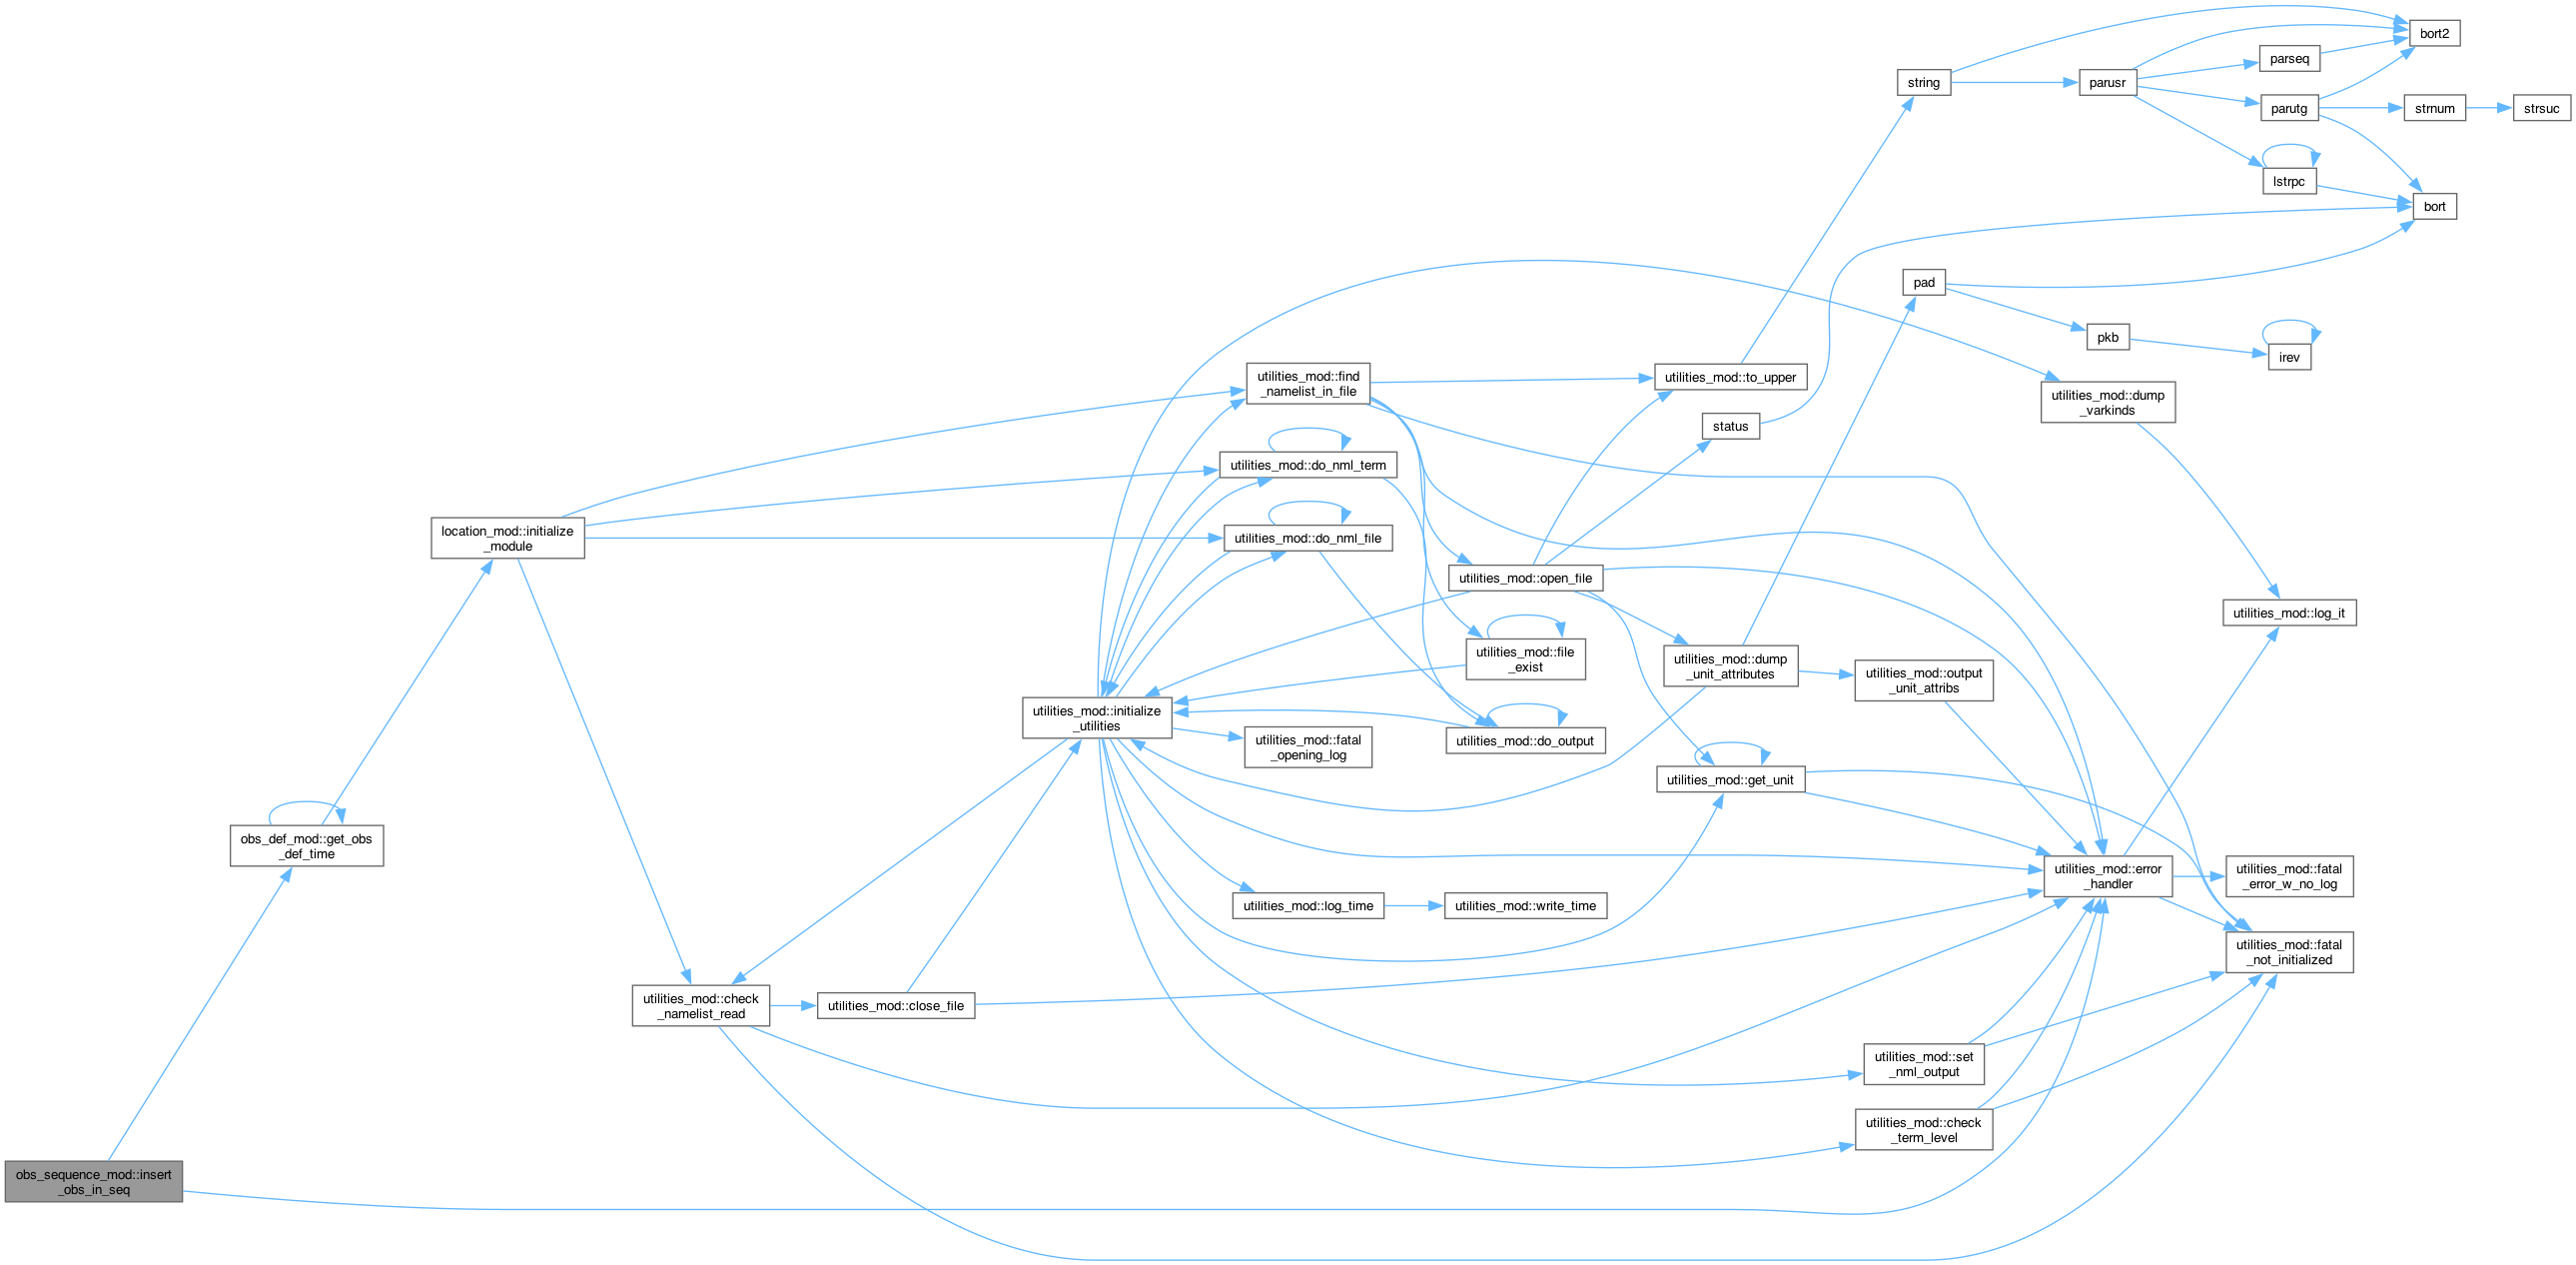 string
bort2
parusr
parseq
parutg
strnum
strsuc
lstrpc
bort
pad
pkb
irev
utilities_mod::find
_namelist_in_file
utilities_mod::to_upper
utilities_mod::dump
_varkinds
status
utilities_mod::do_nml_term
location_mod::initialize
_module
utilities_mod::do_nml_file
utilities_mod::open_file
utilities_mod::log_it
utilities_mod::file
_exist
utilities_mod::dump
_unit_attributes
utilities_mod::output
_unit_attribs
utilities_mod::initialize
_utilities
utilities_mod::fatal
_opening_log
utilities_mod::do_output
utilities_mod::get_unit
obs_def_mod::get_obs
_def_time
utilities_mod::error
_handler
utilities_mod::fatal
_error_w_no_log
utilities_mod::log_time
utilities_mod::write_time
utilities_mod::fatal
_not_initialized
utilities_mod::check
_namelist_read
utilities_mod::close_file
utilities_mod::set
_nml_output
utilities_mod::check
_term_level
obs_sequence_mod::insert
_obs_in_seq